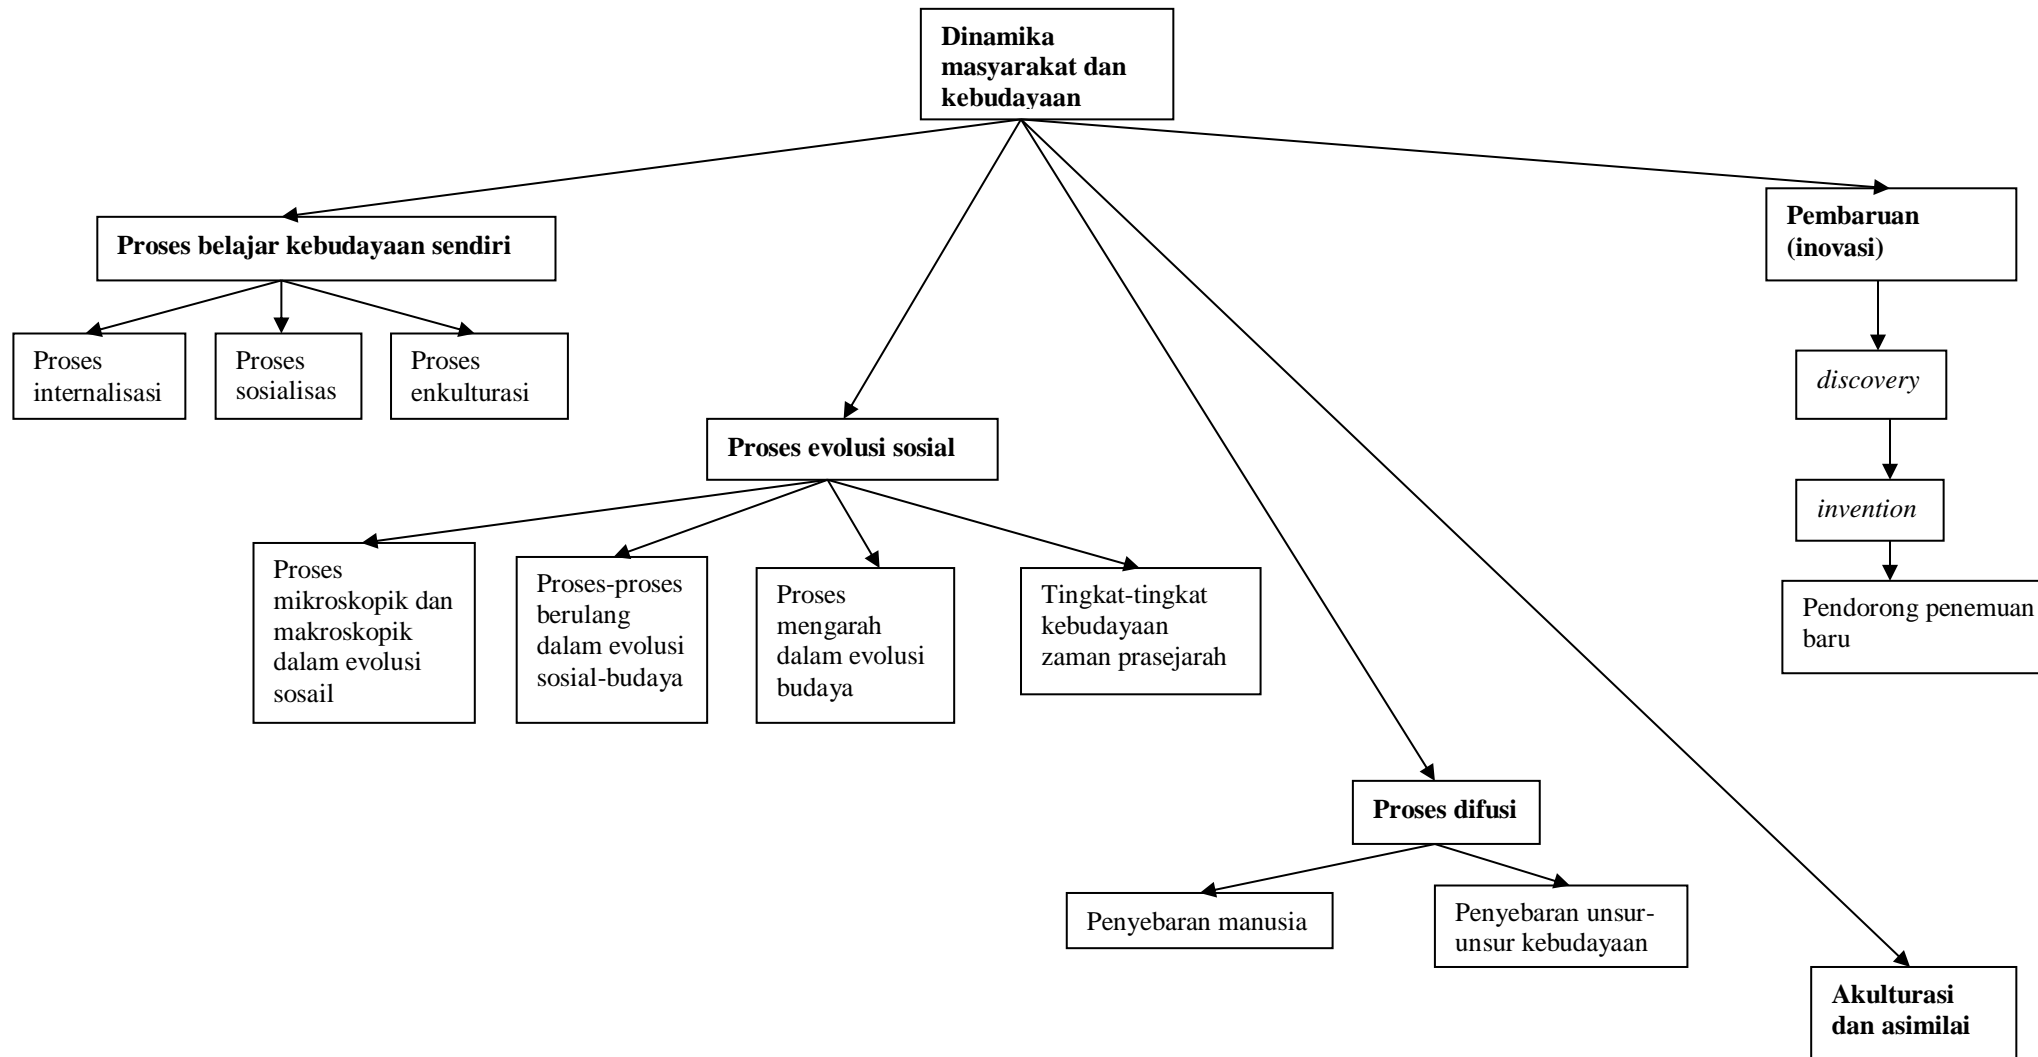 Dinamika
masyarakat dan
kebudayaan
Proses belajar kebudayaan sendiri
Pembaruan
(inovasi)
Proses
internalisasi
Proses
sosialisas
Proses
enkulturasi
discovery
Proses evolusi sosial
invention
Proses
mikroskopik dan
makroskopik
dalam evolusi
sosail
Proses-proses
berulang
dalam evolusi
sosial-budaya
Proses
mengarah
dalam evolusi
budaya
Tingkat-tingkat
kebudayaan
zaman prasejarah
Pendorong penemuan
baru
Proses difusi
Penyebaran manusia
Penyebaran unsur-
unsur kebudayaan
Akulturasi
dan asimilai